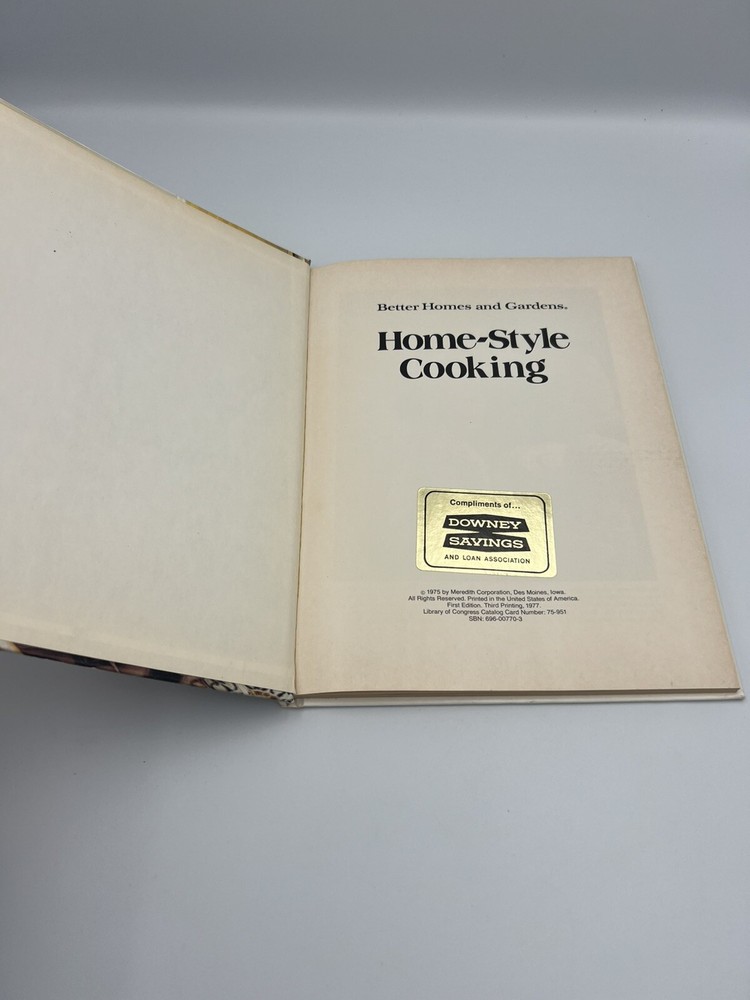 Better Homes and Gardens®
Home-Style
Cooking
Compliments of...
DOWNEY
SAVINGS
AND LOAN ASSOCIATION
© 1975 by Meredith Corporation, Des Moines, Iowa.
All Rights Reserved. Printed in the United States of America.
First Edition. Third Printing, 1977.
Library of Congress Catalog Card Number: 75-951
SBN: 696-00770-3